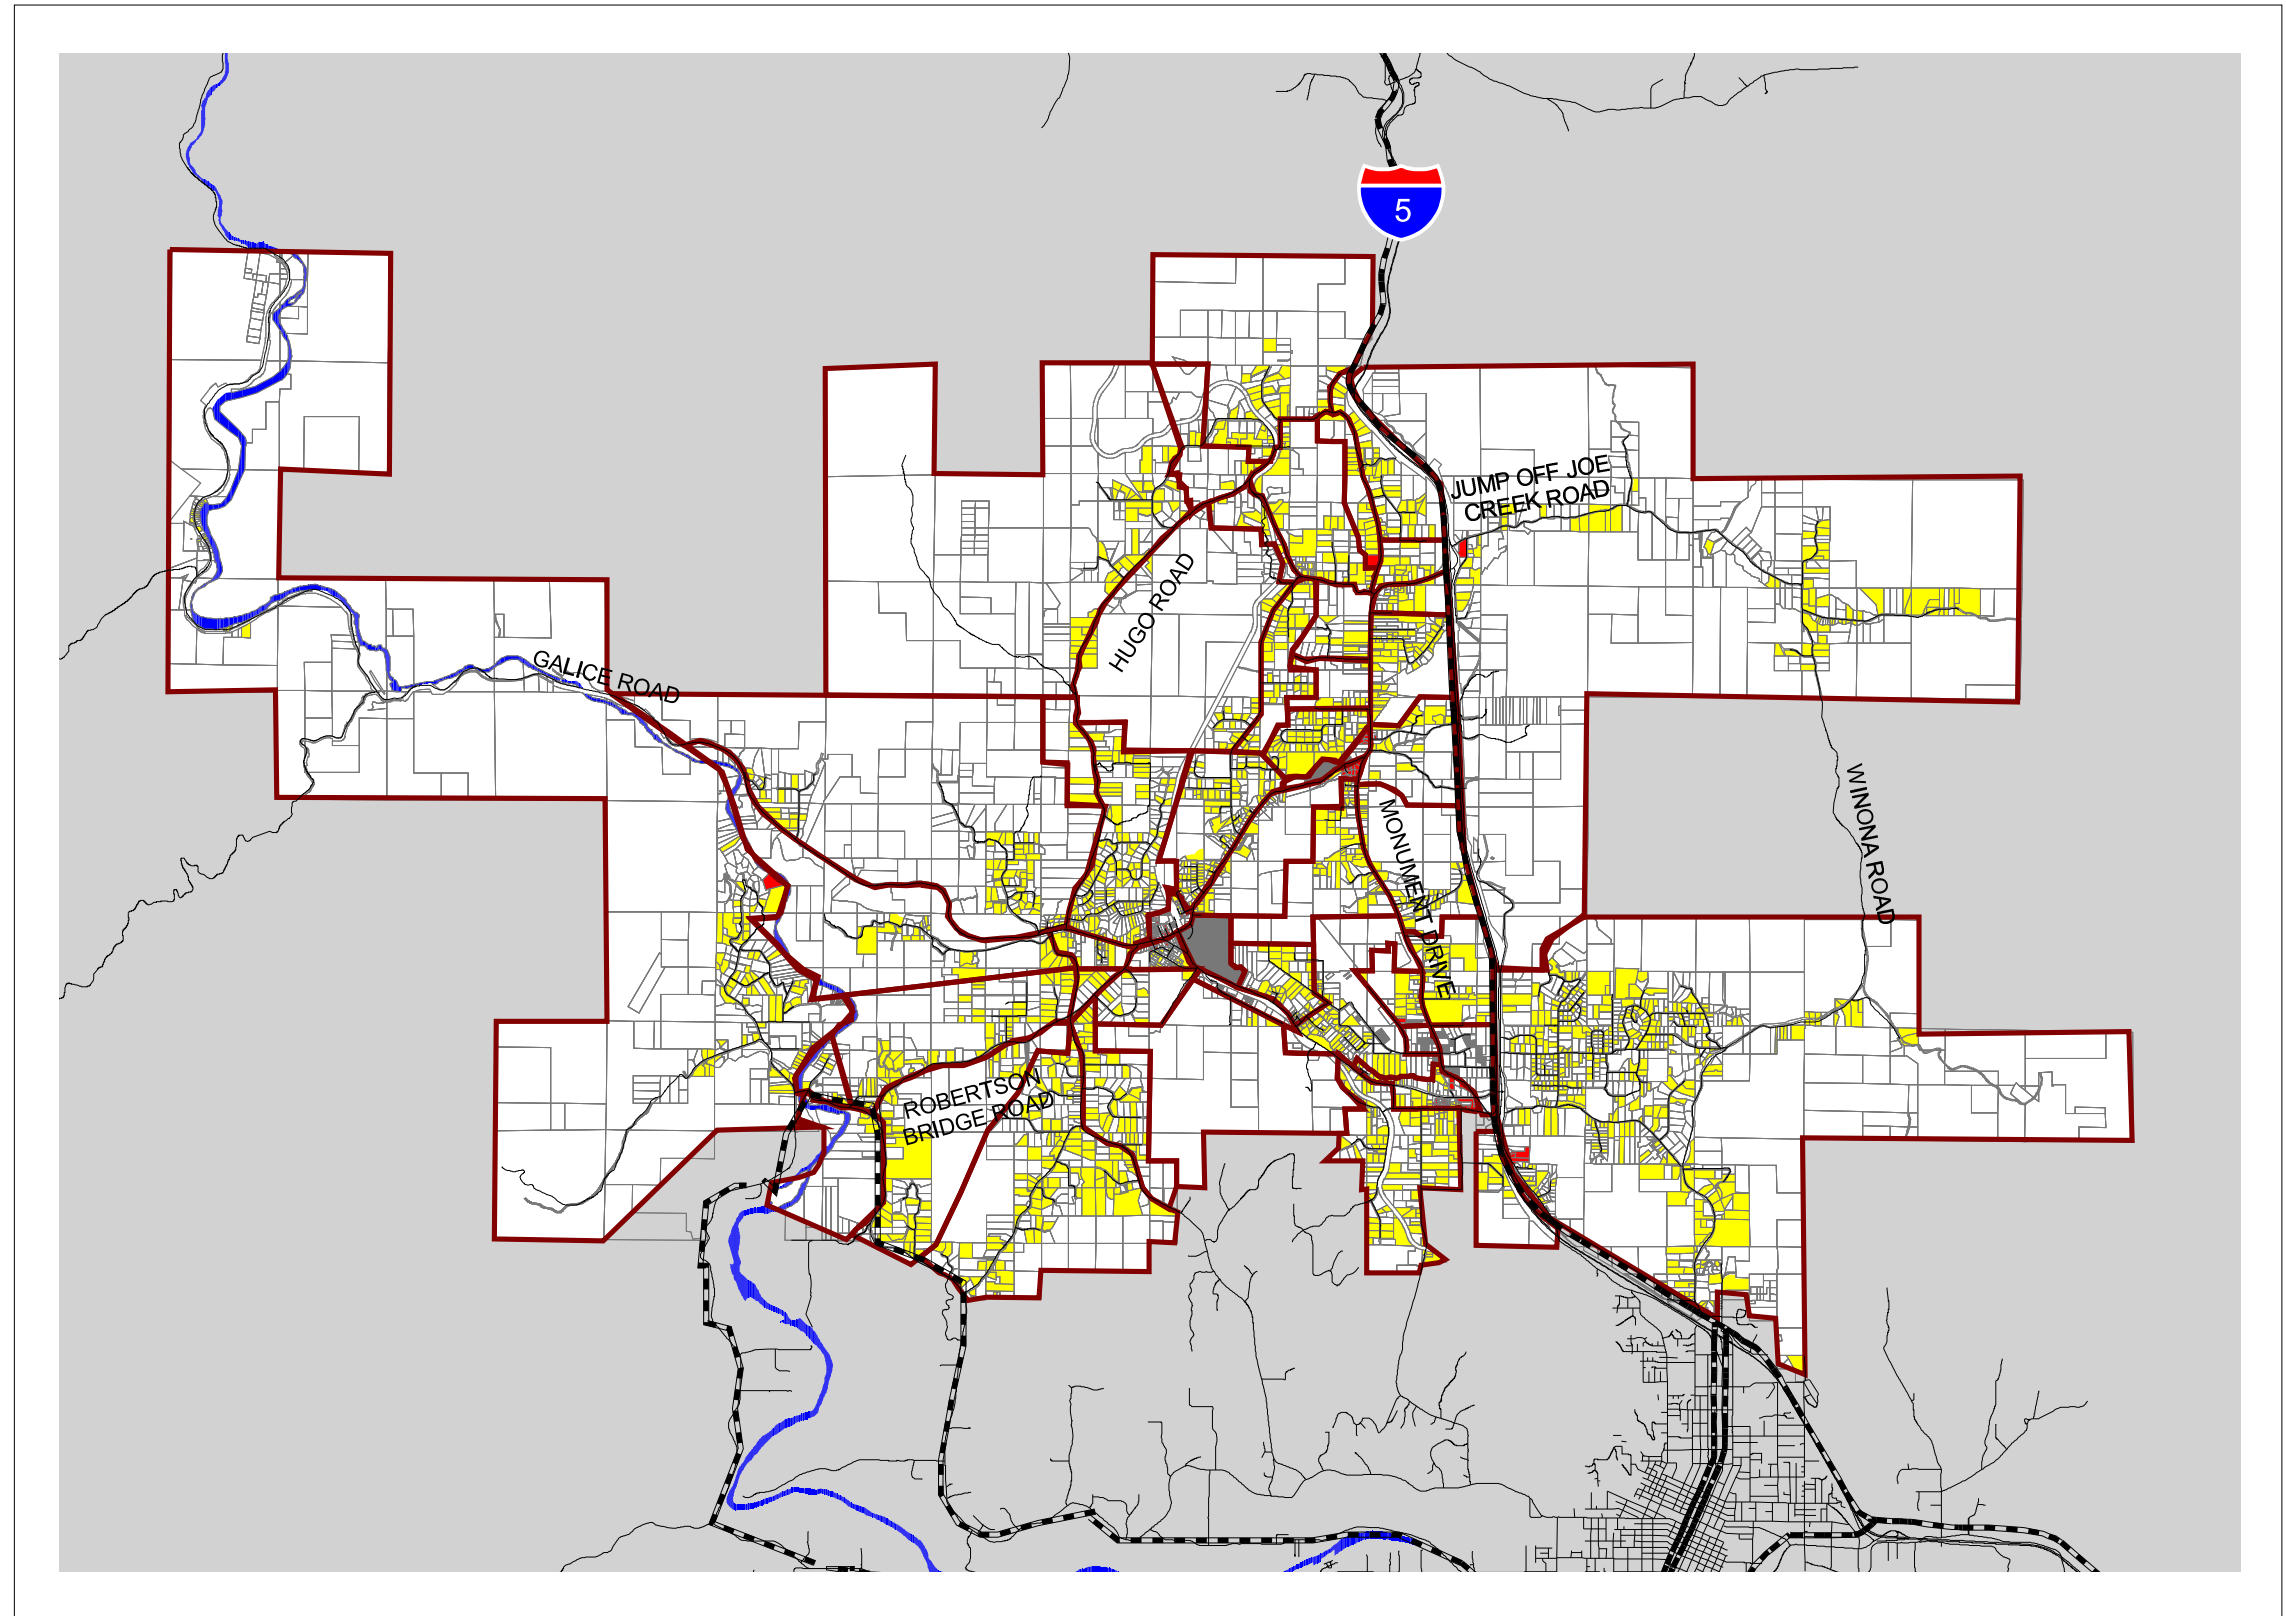 5
JUMP OFF JOE
CREEK ROAD
HUGO ROAD
GALICE ROAD
MONUMENT DRIVE
WINONA ROAD
ROBERTSON
BRIDGE ROAD